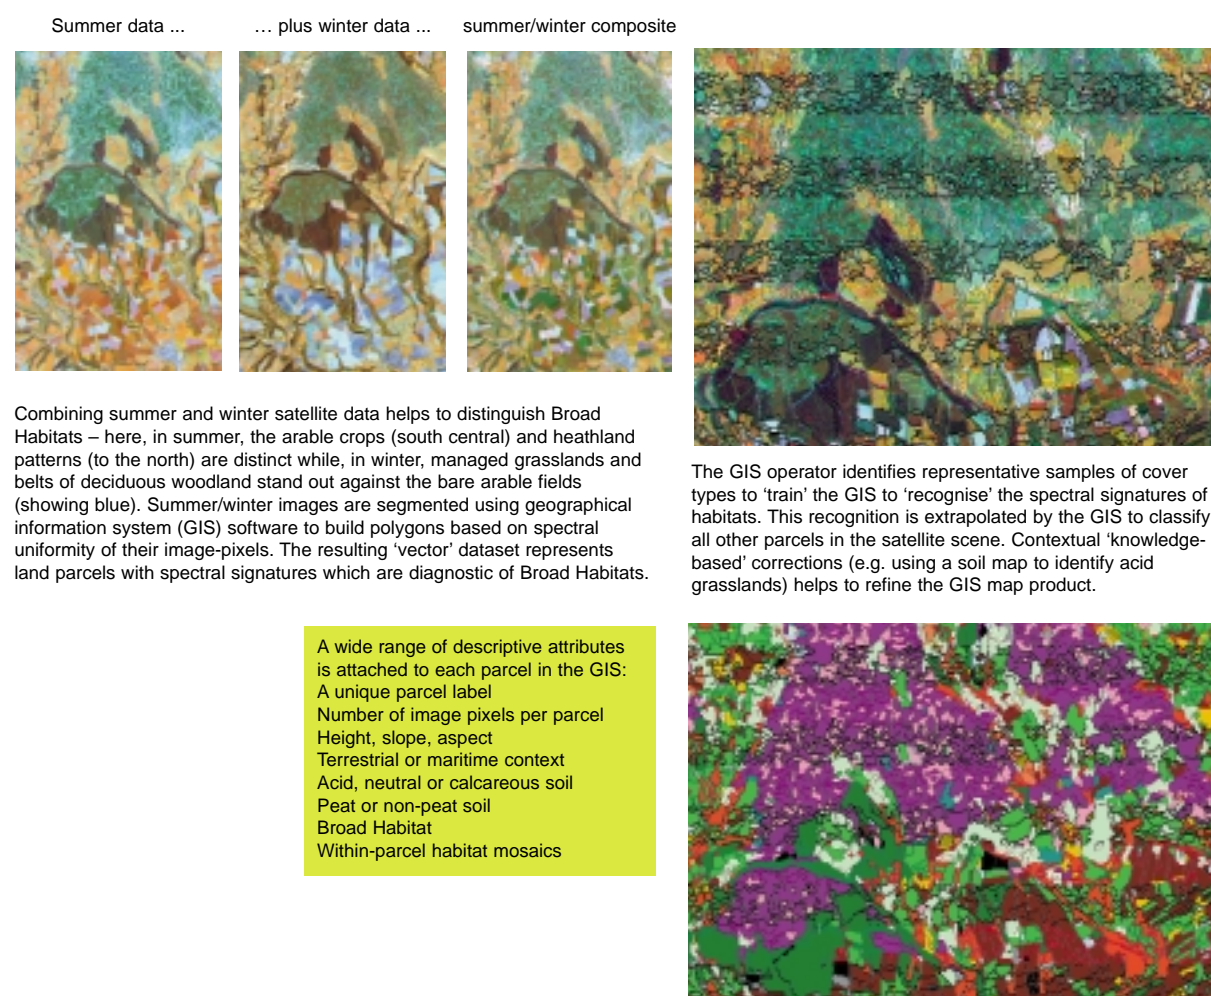 Summer data ...
… plus winter data ...
summer/winter composite
Combining summer and winter satellite data helps to distinguish Broad
Habitats – here, in summer, the arable crops (south central) and heathland
patterns (to the north) are distinct while, in winter, managed grasslands and
belts of deciduous woodland stand out against the bare arable fields
(showing blue). Summer/winter images are segmented using geographical
information system (GIS) software to build polygons based on spectral
uniformity of their image-pixels. The resulting ‘vector’ dataset represents
land parcels with spectral signatures which are diagnostic of Broad Habitats.
The GIS operator identifies representative samples of cover
types to ‘train’ the GIS to ‘recognise’ the spectral signatures of
habitats. This recognition is extrapolated by the GIS to classify
all other parcels in the satellite scene. Contextual ‘knowledge-
based’ corrections (e.g. using a soil map to identify acid
grasslands) helps to refine the GIS map product.
A wide range of descriptive attributes
is attached to each parcel in the GIS:
A unique parcel label
Number of image pixels per parcel
Height, slope, aspect
Terrestrial or maritime context
Acid, neutral or calcareous soil
Peat or non-peat soil
Broad Habitat
Within-parcel habitat mosaics